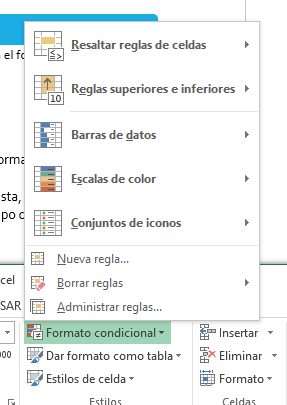 el fo
Resaltar reglas de celdas
Reglas superiores e inferiores
10
Barras de datos
Escalas de color
Conjuntos de iconos
Nueva regla...
Borrar reglas
Administrar reglas...
orma
sta,
po d
cel
SAR
000
Formato condicional
Dar formato como tabla
Estilos de celda
Estilos
Insertar
Eliminar
Formato
Celdas